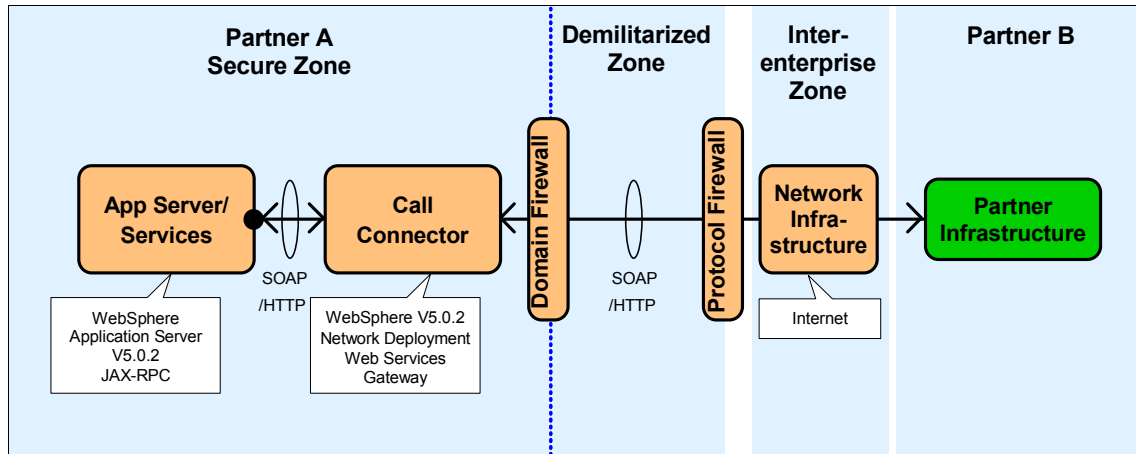 Partner A
Secure Zone
Demilitarized
Zone
Inter-
enterprise
Zone
Partner B
App Server/
Services
SOAP
/HTTP
Call
Connector
Domain Firewall
SOAP
/HTTP
Protocol Firewall
Network
Infra-
structure
Partner
Infrastructure
WebSphere
Application Server
V5.0.2
JAX-RPC
WebSphere V5.0.2
Network Deployment
Web Services
Gateway
Internet